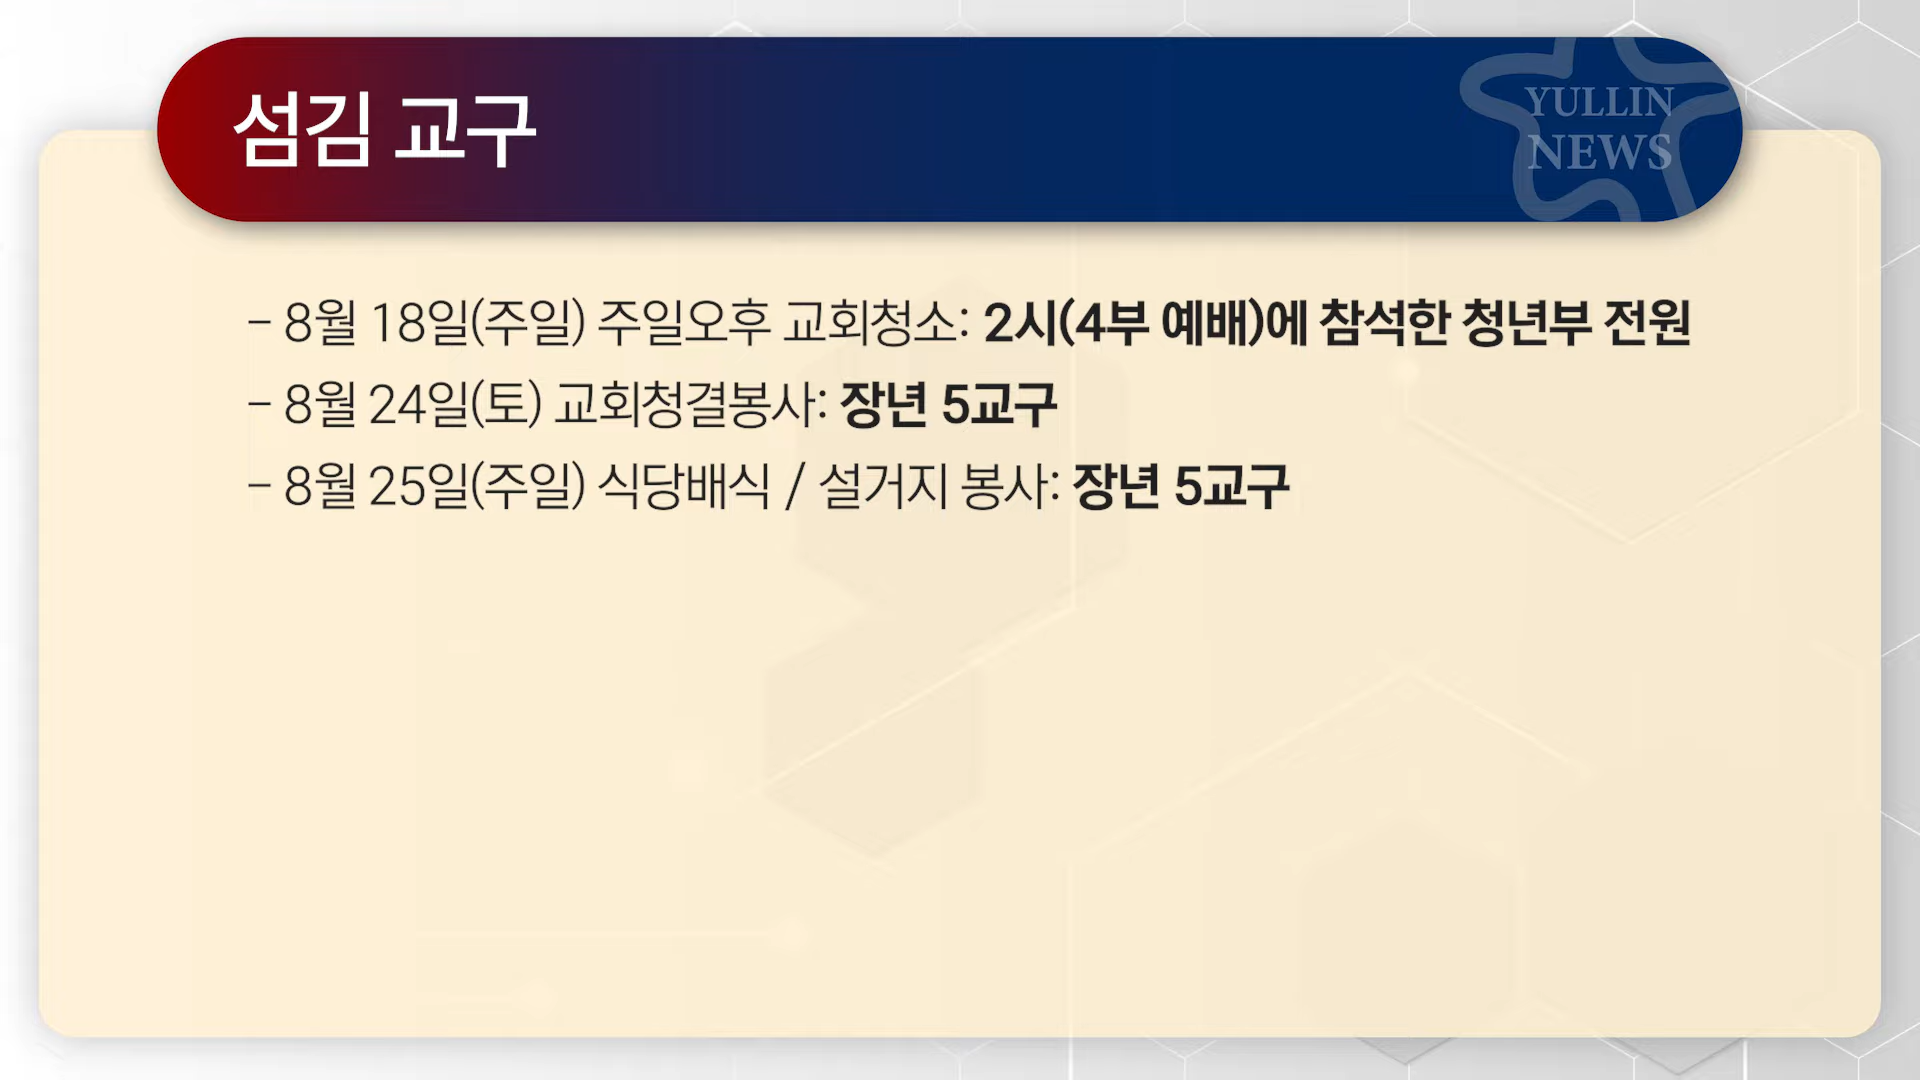 섬김 교구
YULLIN
NEWS
– 8월 18일(주일) 주일오후 교회청소: 2시(4부 예배)에 참석한 청년부 전원
– 8월 24일(토) 교회청결봉사: 장년 5교구
– 8월 25일(주일) 식당배식 / 설거지 봉사: 장년 5교구